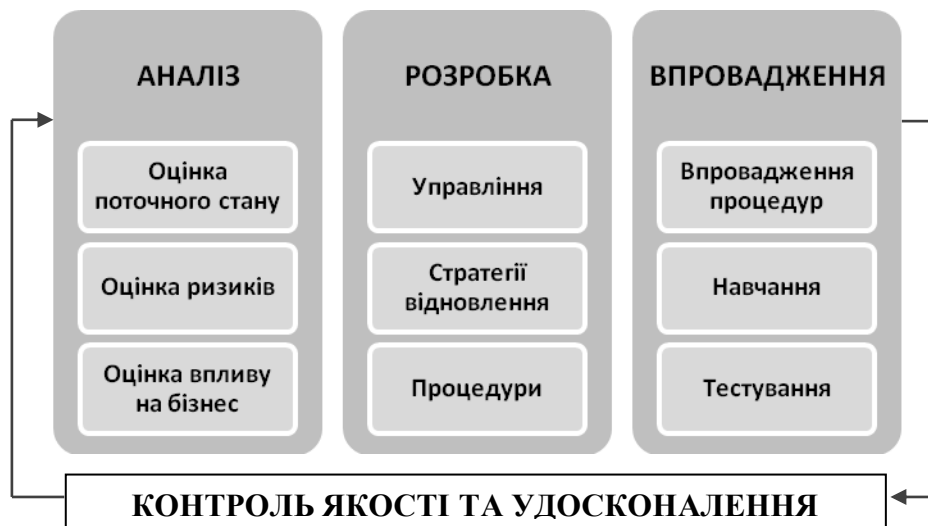 АНАЛІЗ
Оцінка
поточного стану
Оцінка ризиків
Оцінка впливу
на бізнес
РОЗРОБКА
Управління
Стратегії
відновлення
Процедури
ВПРОВАДЖЕННЯ
Впровадження
процедур
Навчання
Тестування
КОНТРОЛЬ ЯКОСТІ ТА УДОСКОНАЛЕННЯ